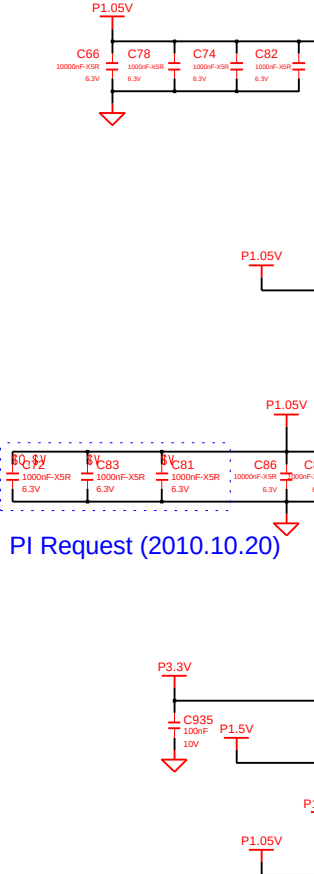 P1.05V
C66 C78 C74 C82
10000nF-X5R 1000nF-X5R 1000nF-X5R 1000nF-X5R
6.3V 6.3V 6.3V 6.3V
P1.05V
P1.05V
$V $V $V
C72 C83 C81 C86
1000nF-X5R 1000nF-X5R 1000nF-X5R 10000nF-X5R
6.3V 6.3V 6.3V 6.3V
PI Request (2010.10.20)
P3.3V
C935
100nF P1.5V
10V
P1.05V